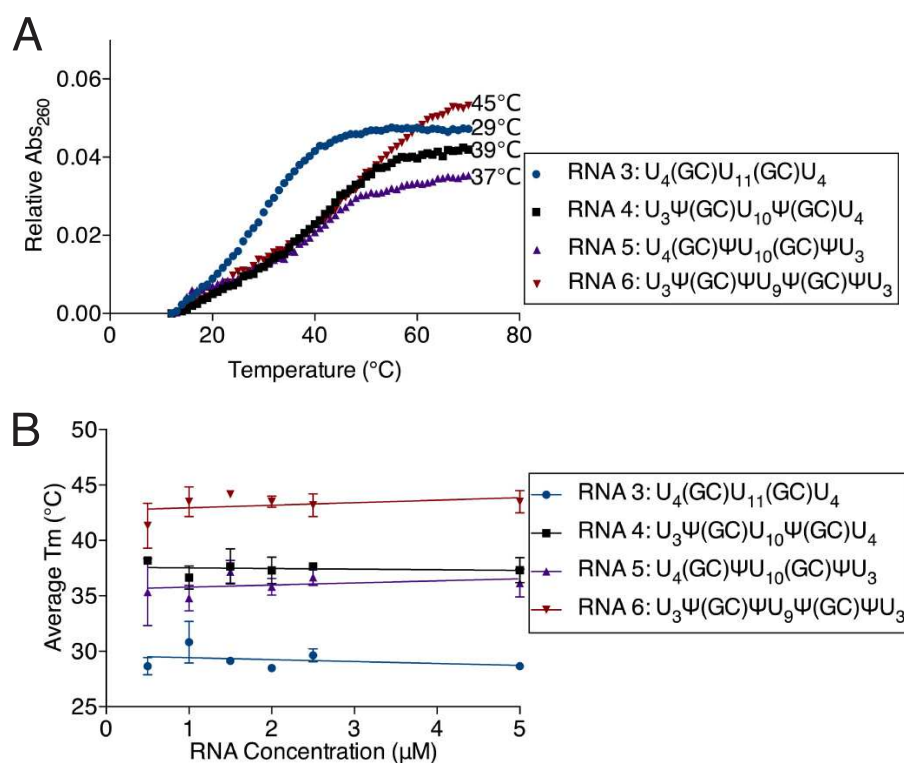 A
Relative Abs₂₆₀
0.06
0.04
0.02
0.00
0
20
40
60
80
Temperature (°C)
45°C
29°C
39°C
37°C
RNA 3: U₄(GC)U₁₁(GC)U₄
RNA 4: U₃Ψ(GC)U₁₀Ψ(GC)U₄
RNA 5: U₄(GC)ΨU₁₀(GC)ΨU₃
RNA 6: U₃Ψ(GC)ΨU₉Ψ(GC)ΨU₃
B
Average Tm (°C)
50
45
40
35
30
25
0
1
2
3
4
5
RNA Concentration (μM)
RNA 3: U₄(GC)U₁₁(GC)U₄
RNA 4: U₃Ψ(GC)U₁₀Ψ(GC)U₄
RNA 5: U₄(GC)ΨU₁₀(GC)ΨU₃
RNA 6: U₃Ψ(GC)ΨU₉Ψ(GC)ΨU₃